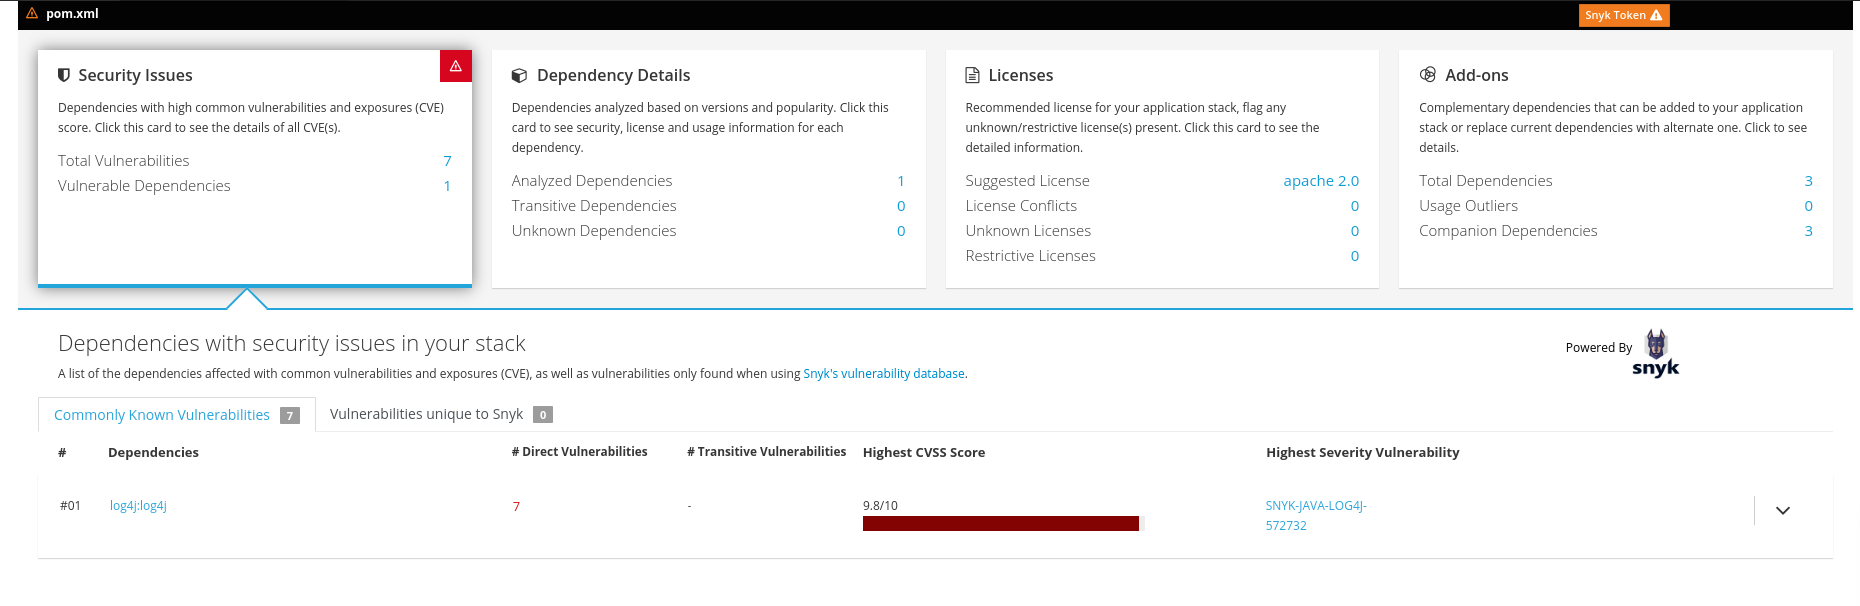 pom.xml
Snyk Token
Security Issues
Dependencies with high common vulnerabilities and exposures (CVE)
score. Click this card to see the details of all CVE(s).
Total Vulnerabilities 7
Vulnerable Dependencies 1
Dependency Details
Dependencies analyzed based on versions and popularity. Click this
card to see security, license and usage information for each
dependency.
Analyzed Dependencies 1
Transitive Dependencies 0
Unknown Dependencies 0
Licenses
Recommended license for your application stack, flag any
unknown/restrictive license(s) present. Click this card to see the
detailed information.
Suggested License apache 2.0
License Conflicts 0
Unknown Licenses 0
Restrictive Licenses 0
Add-ons
Complementary dependencies that can be added to your application
stack or replace current dependencies with alternate one. Click to see
details.
Total Dependencies 3
Usage Outliers 0
Companion Dependencies 3
Dependencies with security issues in your stack
A list of the dependencies affected with common vulnerabilities and exposures (CVE), as well as vulnerabilities only found when using Snyk's vulnerability database.
Powered By
snyk
Commonly Known Vulnerabilities 7 Vulnerabilities unique to Snyk 0
# Dependencies # Direct Vulnerabilities # Transitive Vulnerabilities Highest CVSS Score Highest Severity Vulnerability
#01 log4j:log4j 7 - 9.8/10 SNYK-JAVA-LOG4J-
572732